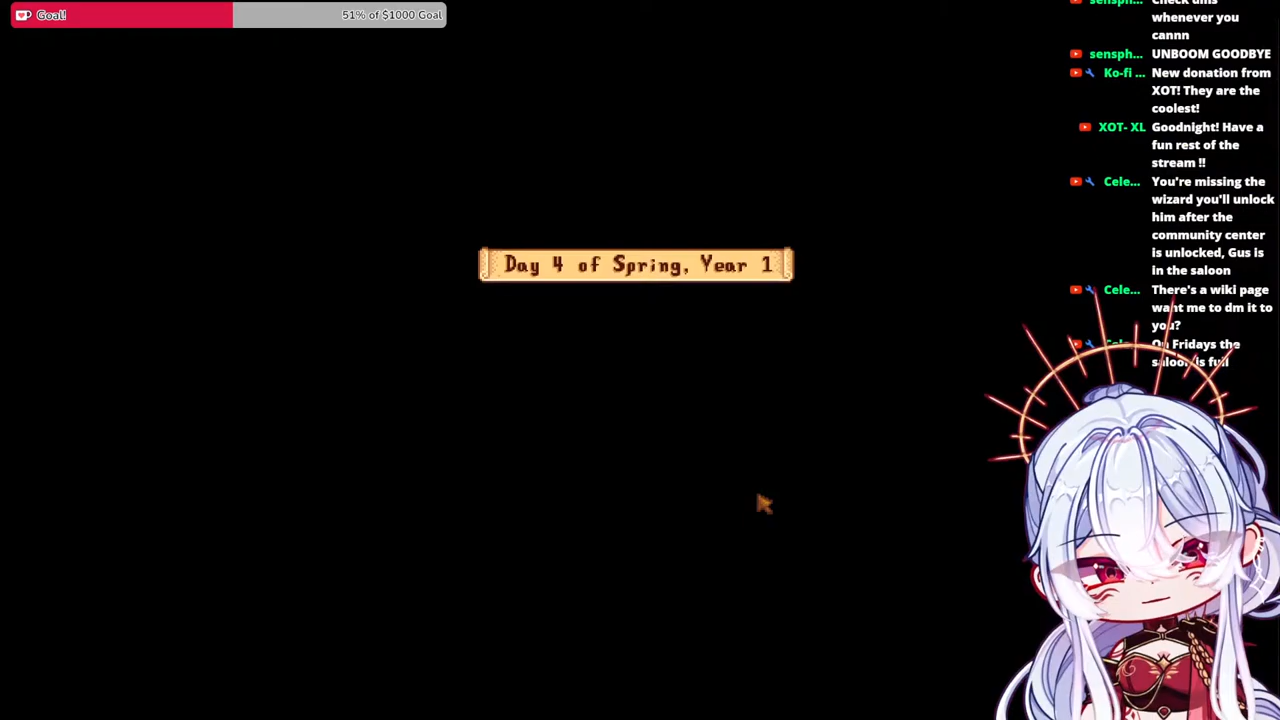 Goal!
51% of $1000 Goal
whenever you
cannn
sensph... UNBOOM GOODBYE
Ko-fi ... New donation from
XOT! They are the
coolest!
XOT- XL Goodnight! Have a
fun rest of the
stream !!
Cele... You're missing the
wizard you'll unlock
him after the
community center
is unlocked, Gus is
in the saloon
Cele... There's a wiki page
want me to dm it to
you?
On Fridays the
saloon is full
Day 4 of Spring, Year 1